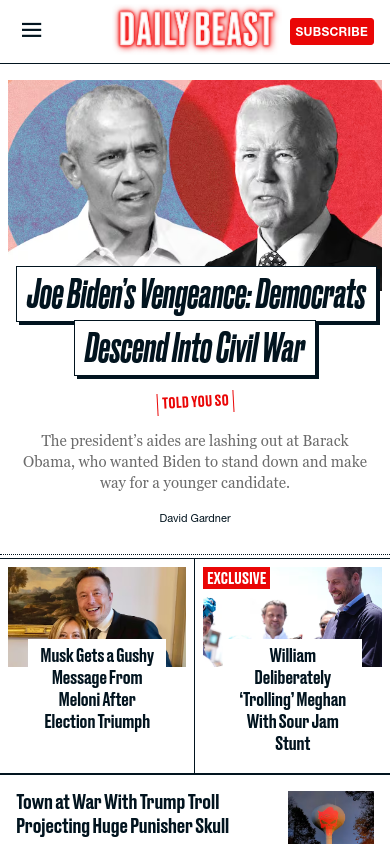 DAILY BEAST
SUBSCRIBE
Joe Biden's Vengeance: Democrats
Descend Into Civil War
TOLD YOU SO
The president's aides are lashing out at Barack
Obama, who wanted Biden to stand down and make
way for a younger candidate.
David Gardner
Musk Gets a Gushy
Message From
Meloni After
Election Triumph
EXCLUSIVE
William
Deliberately
‘Trolling’ Meghan
With Sour Jam
Stunt
Town at War With Trump Troll
Projecting Huge Punisher Skull